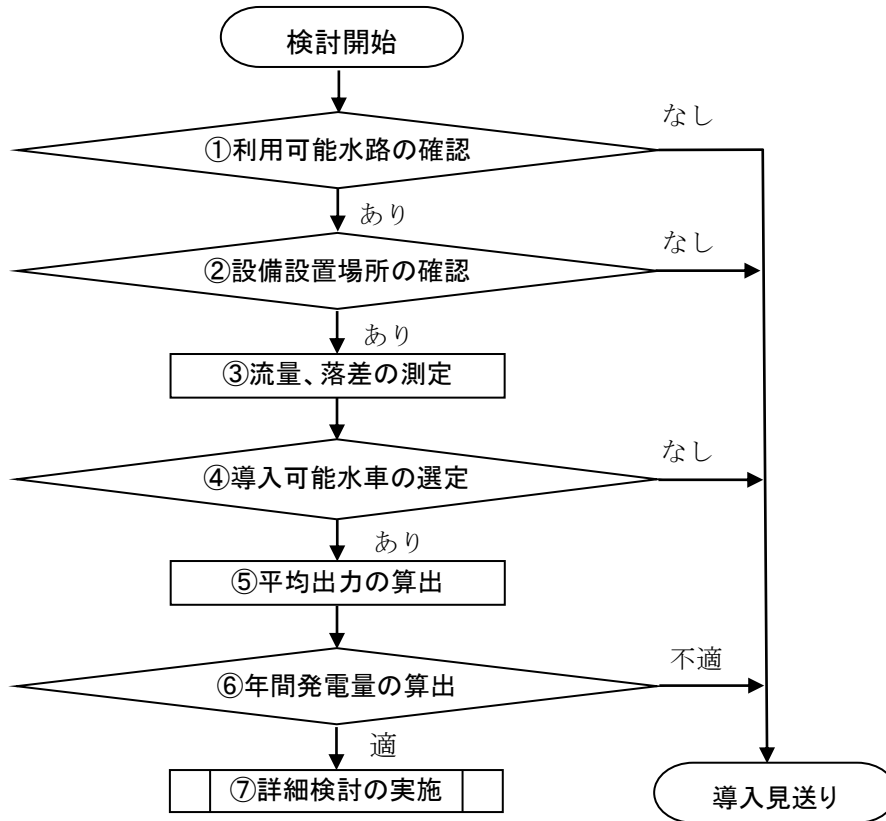 検討開始
なし
①利用可能水路の確認
あり
なし
②設備設置場所の確認
あり
③流量、落差の測定
なし
④導入可能水車の選定
あり
⑤平均出力の算出
不適
⑥年間発電量の算出
適
⑦詳細検討の実施
導入見送り